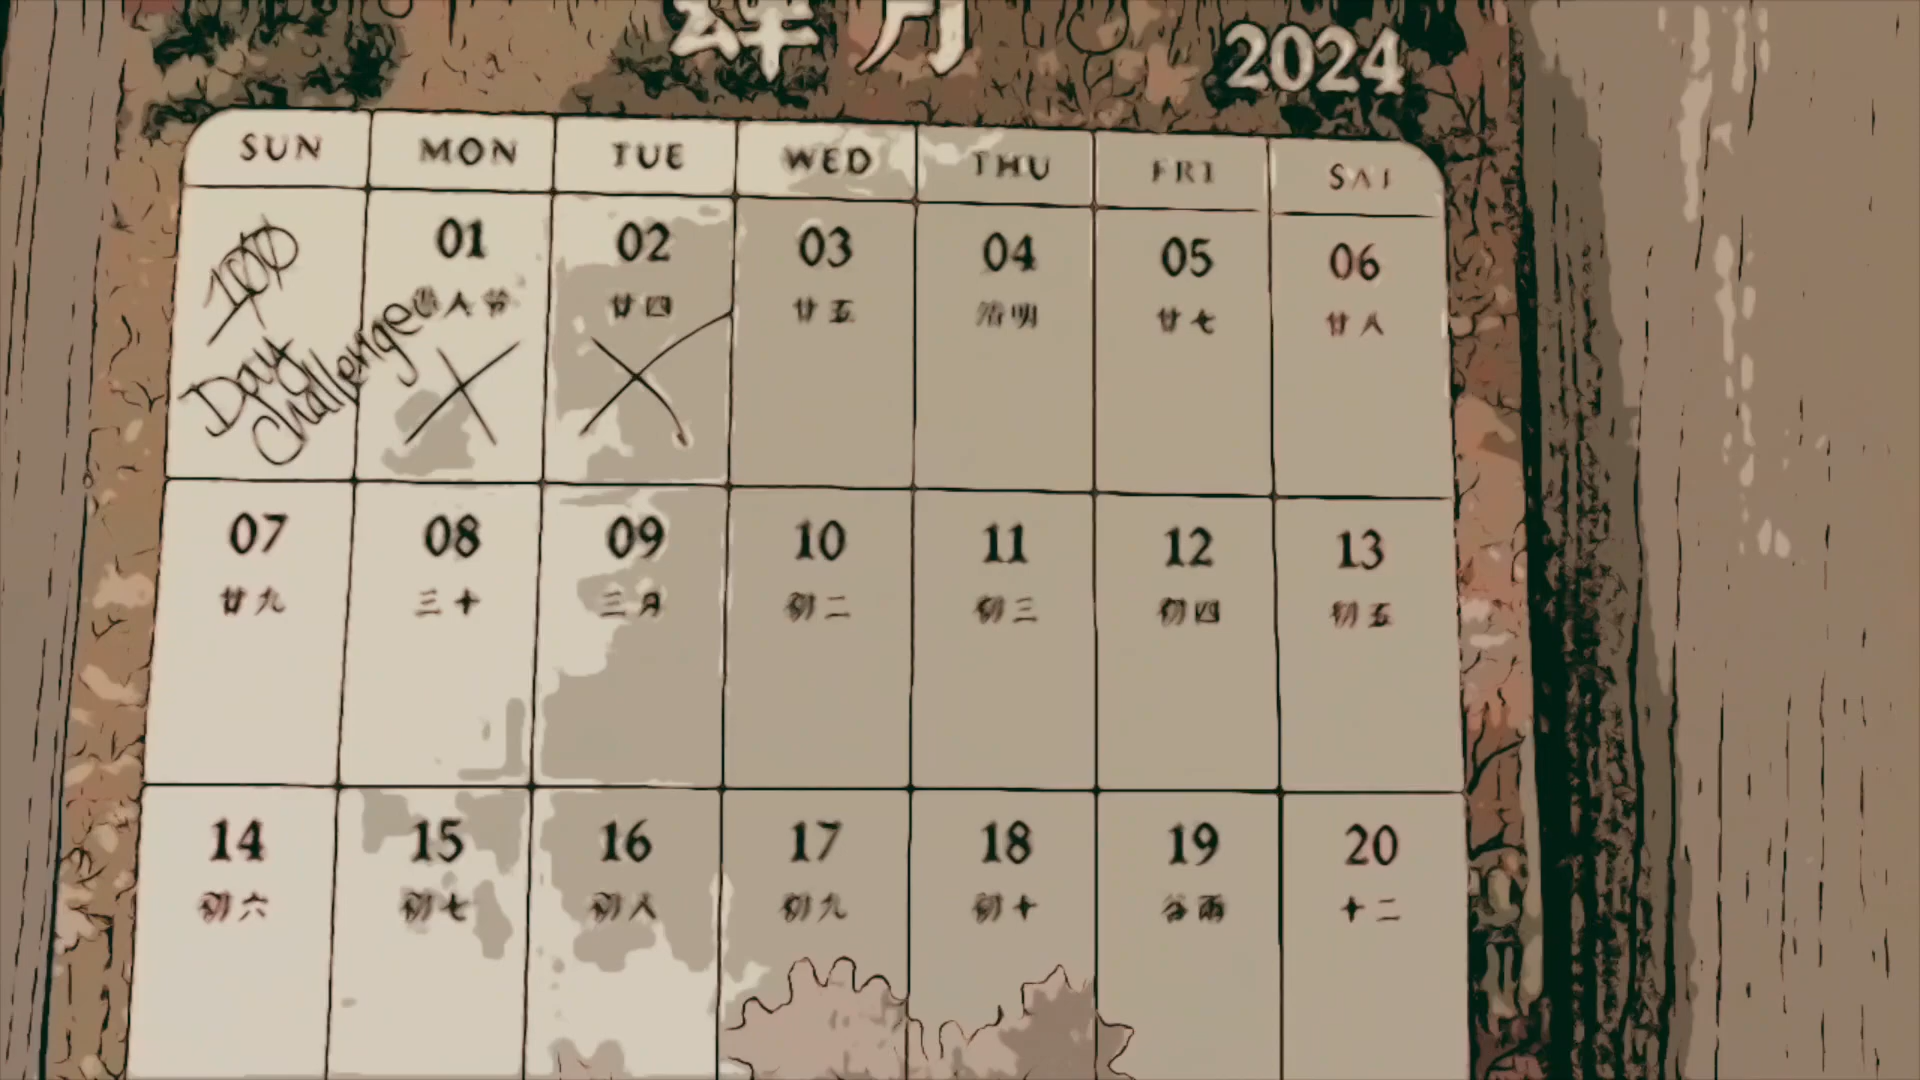 肆月
2024
SUN MON TUE WED THU FRI SAT
100
Day
challenge
01 02 03 04 05 06
愚人节 廿四 廿五 清明 廿七 廿八
07 08 09 10 11 12 13
廿九 三十 三月 初二 初三 初四 初五
14 15 16 17 18 19 20
初六 初七 初八 初九 初十 谷雨 十二